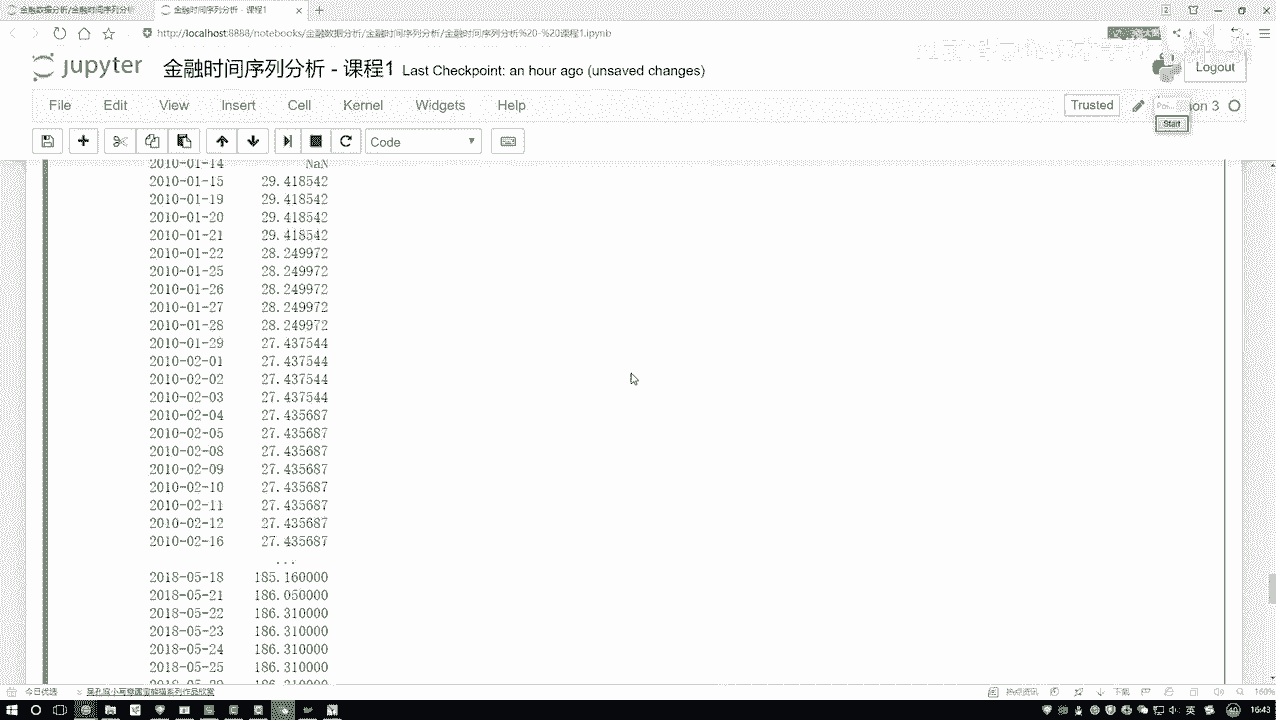 金融数据分析/金融时间序列分析
金融时间序列分析 - 课程1
http://localhost:8888/notebooks/金融数据分析/金融时间序列分析/金融时间序列分析%20-%20课程1.ipynb
jupyter 金融时间序列分析 - 课程1 Last Checkpoint: an hour ago (unsaved changes)
Logout
File Edit View Insert Cell Kernel Widgets Help
Trusted
on 3
Start
Code
2010-01-14 NaN
2010-01-15 29.418542
2010-01-19 29.418542
2010-01-20 29.418542
2010-01-21 29.418542
2010-01-22 28.249972
2010-01-25 28.249972
2010-01-26 28.249972
2010-01-27 28.249972
2010-01-28 28.249972
2010-01-29 27.437544
2010-02-01 27.437544
2010-02-02 27.437544
2010-02-03 27.437544
2010-02-04 27.435687
2010-02-05 27.435687
2010-02-08 27.435687
2010-02-09 27.435687
2010-02-10 27.435687
2010-02-11 27.435687
2010-02-12 27.435687
2010-02-16 27.435687
...
2018-05-18 185.160000
2018-05-21 186.050000
2018-05-22 186.310000
2018-05-23 186.310000
2018-05-24 186.310000
2018-05-25 186.310000
今日优选
热点资讯
下载
160%
英
16:43